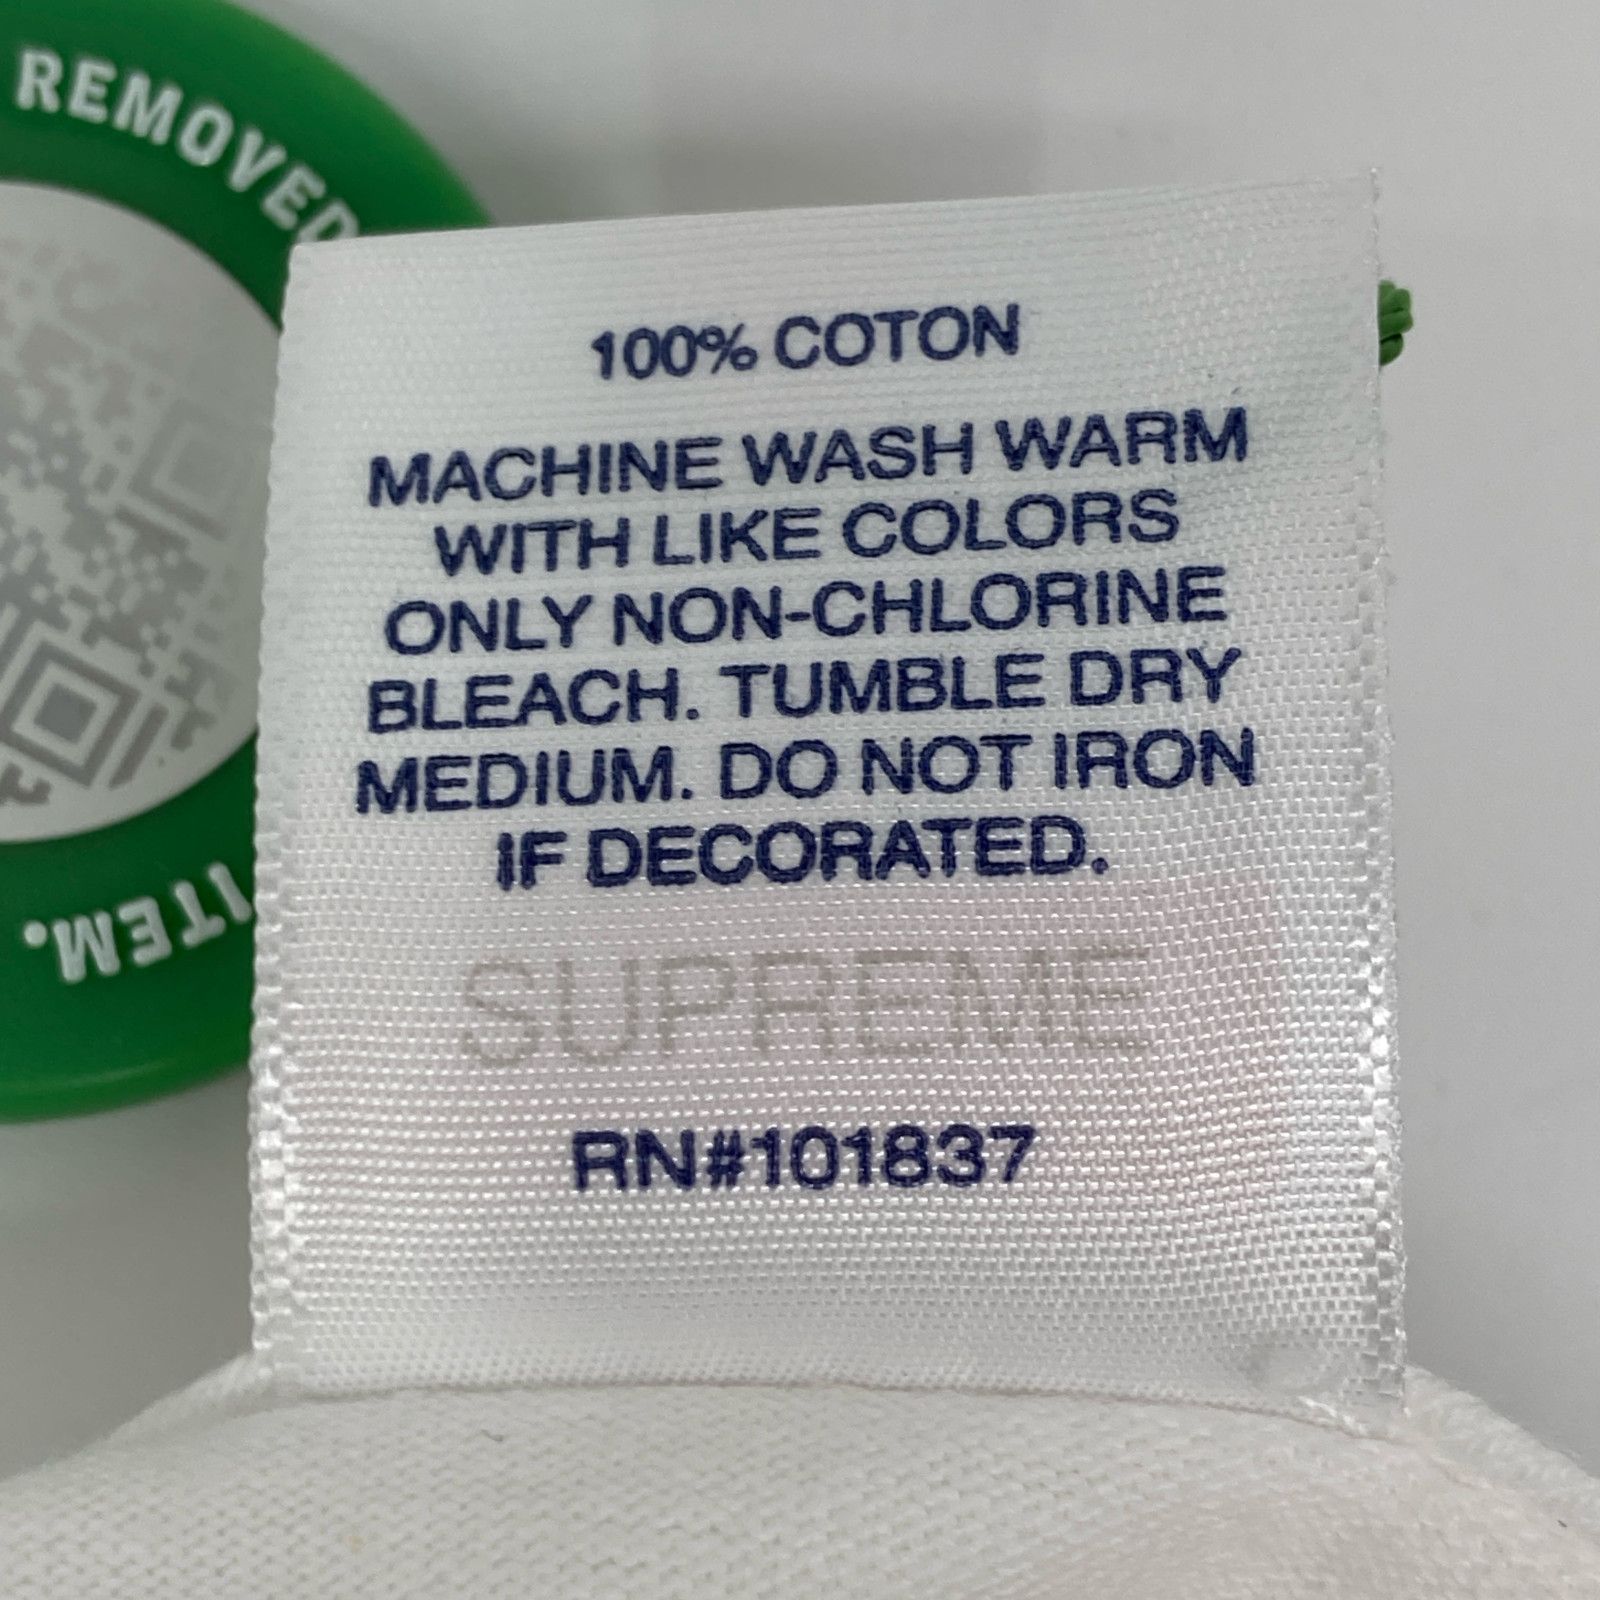 REMOVED
ITEM.
100% COTON
MACHINE WASH WARM
WITH LIKE COLORS
ONLY NON-CHLORINE
BLEACH. TUMBLE DRY
MEDIUM. DO NOT IRON
IF DECORATED.
SUPREME
RN#101837